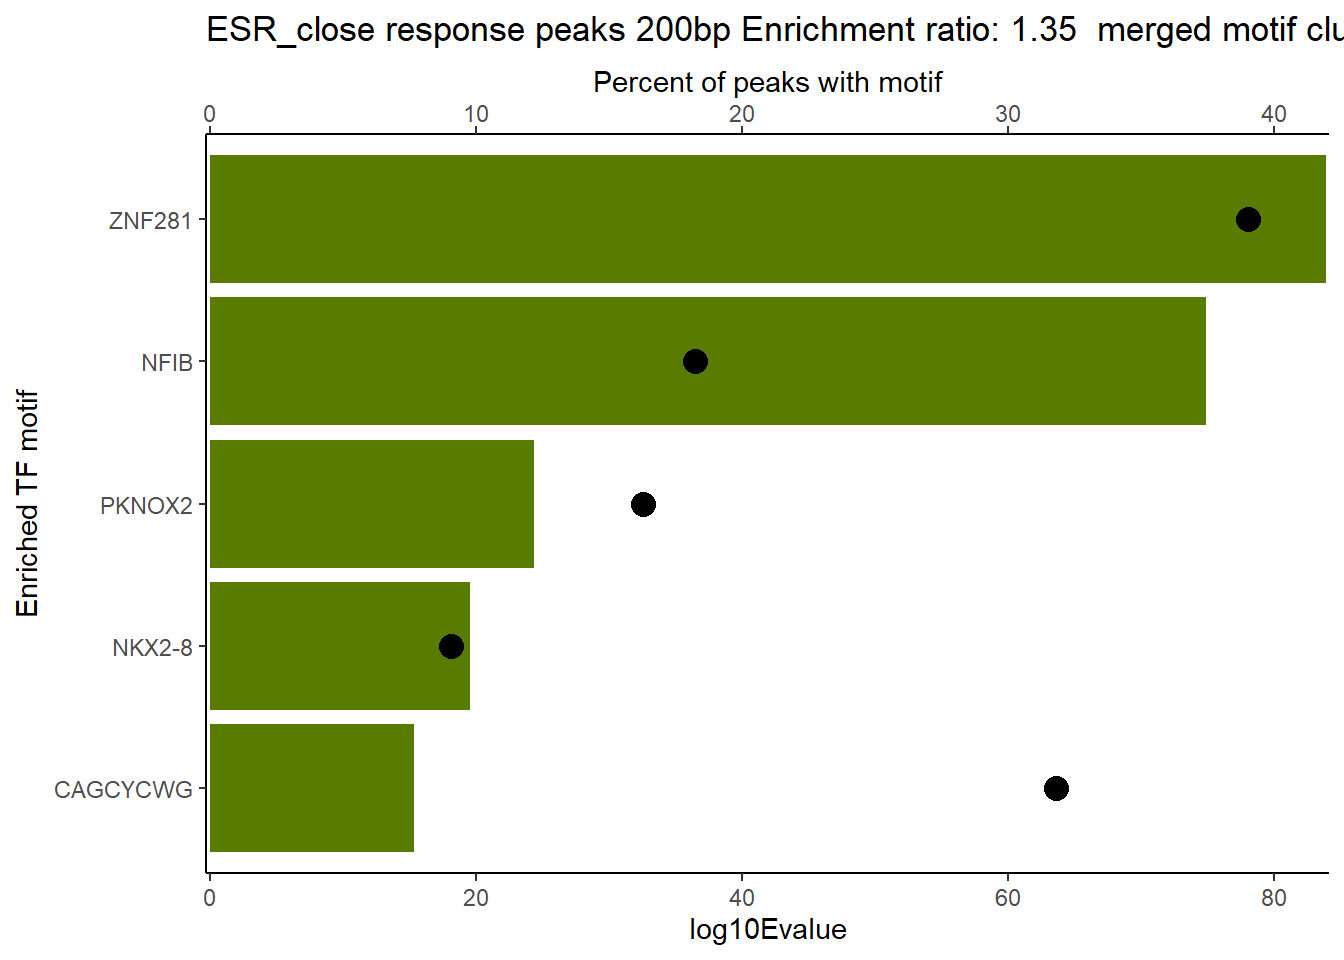 ESR_close response peaks 200bp Enrichment ratio: 1.35  merged motif
Percent of peaks with motif
0 10 20 30 40
ZNF281
NFIB
PKNOX2
NKX2-8
CAGCYCWG
Enriched TF motif
0 20 40 60 80
log10Evalue